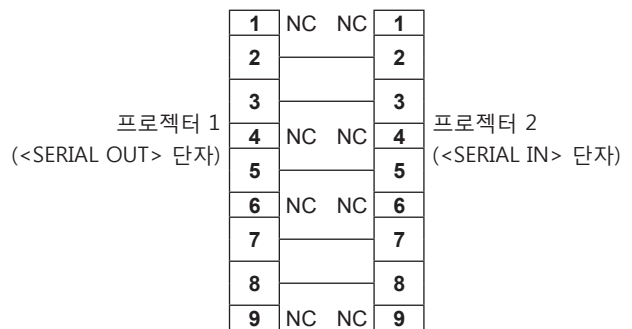 1 NC NC 1
2 2
3 3
프로젝터 1
(<SERIAL OUT> 단자)
4 NC NC 4
프로젝터 2
(<SERIAL IN> 단자)
5 5
6 NC NC 6
7 7
8 8
9 NC NC 9